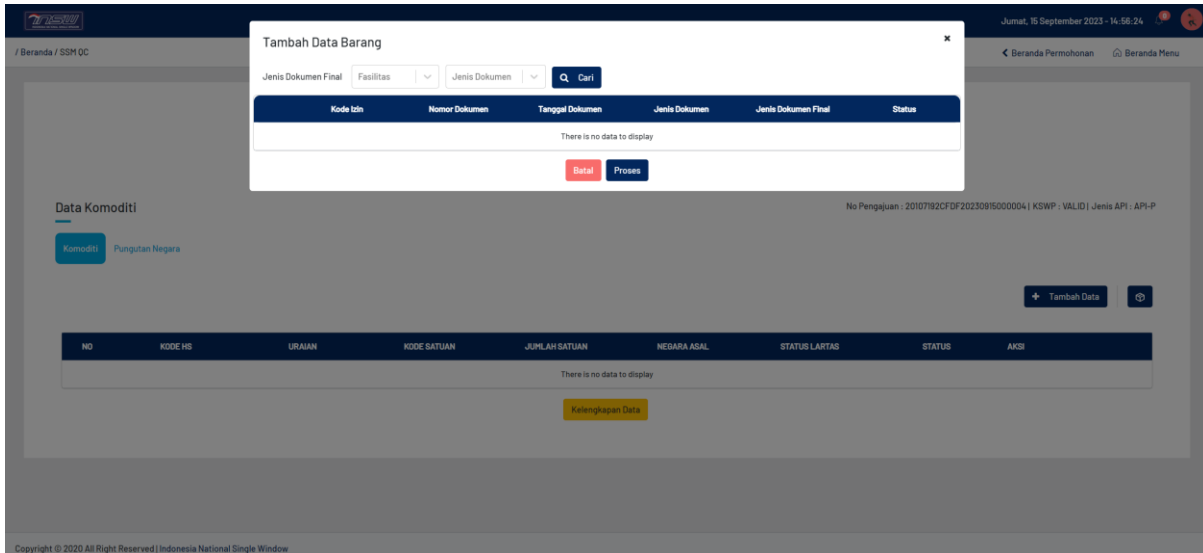 INSW
Jumat, 15 September 2023 - 14:56:24
/ Beranda / SSM QC
Beranda Permohonan Beranda Menu
Tambah Data Barang
Jenis Dokumen Final Fasilitas Jenis Dokumen Cari
Kode Izin Nomor Dokumen Tanggal Dokumen Jenis Dokumen Jenis Dokumen Final Status
There is no data to display
Batal Proses
Data Komoditi
No Pengajuan : 20107192CFDF20230915000004 | KSWP : VALID | Jenis API : API-P
Komoditi Pungutan Negara
+ Tambah Data
NO KODE HS URAIAN KODE SATUAN JUMLAH SATUAN NEGARA ASAL STATUS LARTAS STATUS AKSI
There is no data to display
Kelengkapan Data
Copyright © 2020 All Right Reserved | Indonesia National Single Window